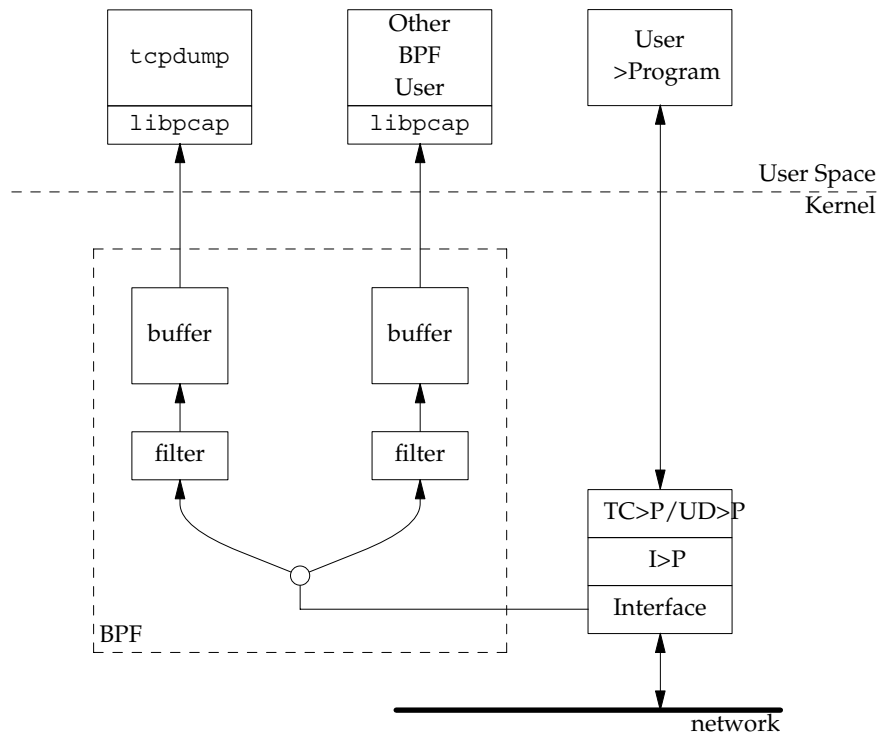 tcpdump
libpcap
Other
BPF
User
libpcap
User
>Program
User Space
Kernel
buffer
buffer
filter
filter
TC>P/UD>P
I>P
Interface
BPF
network